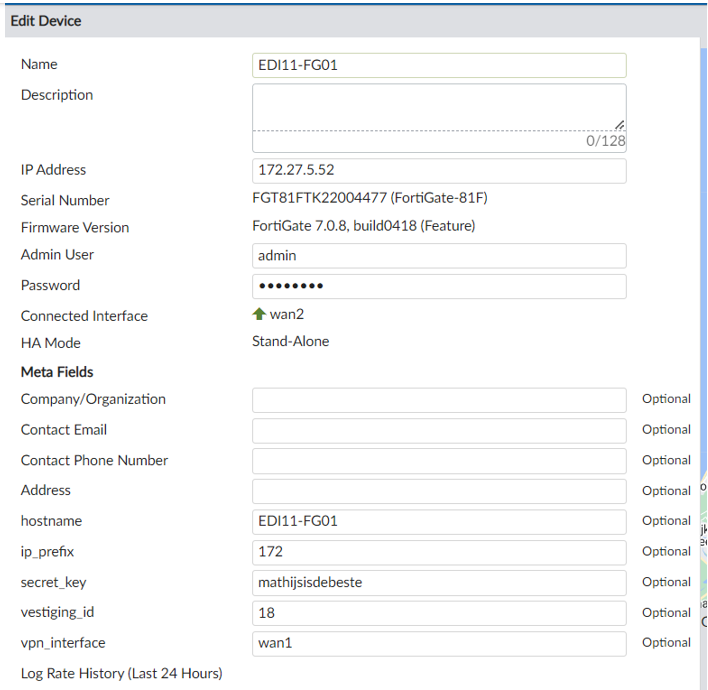 Edit Device
Name EDI11-FG01
Description
0/128
IP Address 172.27.5.52
Serial Number FGT81FTK22004477 (FortiGate-81F)
Firmware Version FortiGate 7.0.8, build0418 (Feature)
Admin User admin
Password ••••••••
Connected Interface wan2
HA Mode Stand-Alone
Meta Fields
Company/Organization Optional
Contact Email Optional
Contact Phone Number Optional
Address Optional
hostname EDI11-FG01 Optional
ip_prefix 172 Optional
secret_key mathijsisdebeste Optional
vestiging_id 18 Optional
vpn_interface wan1 Optional
Log Rate History (Last 24 Hours)